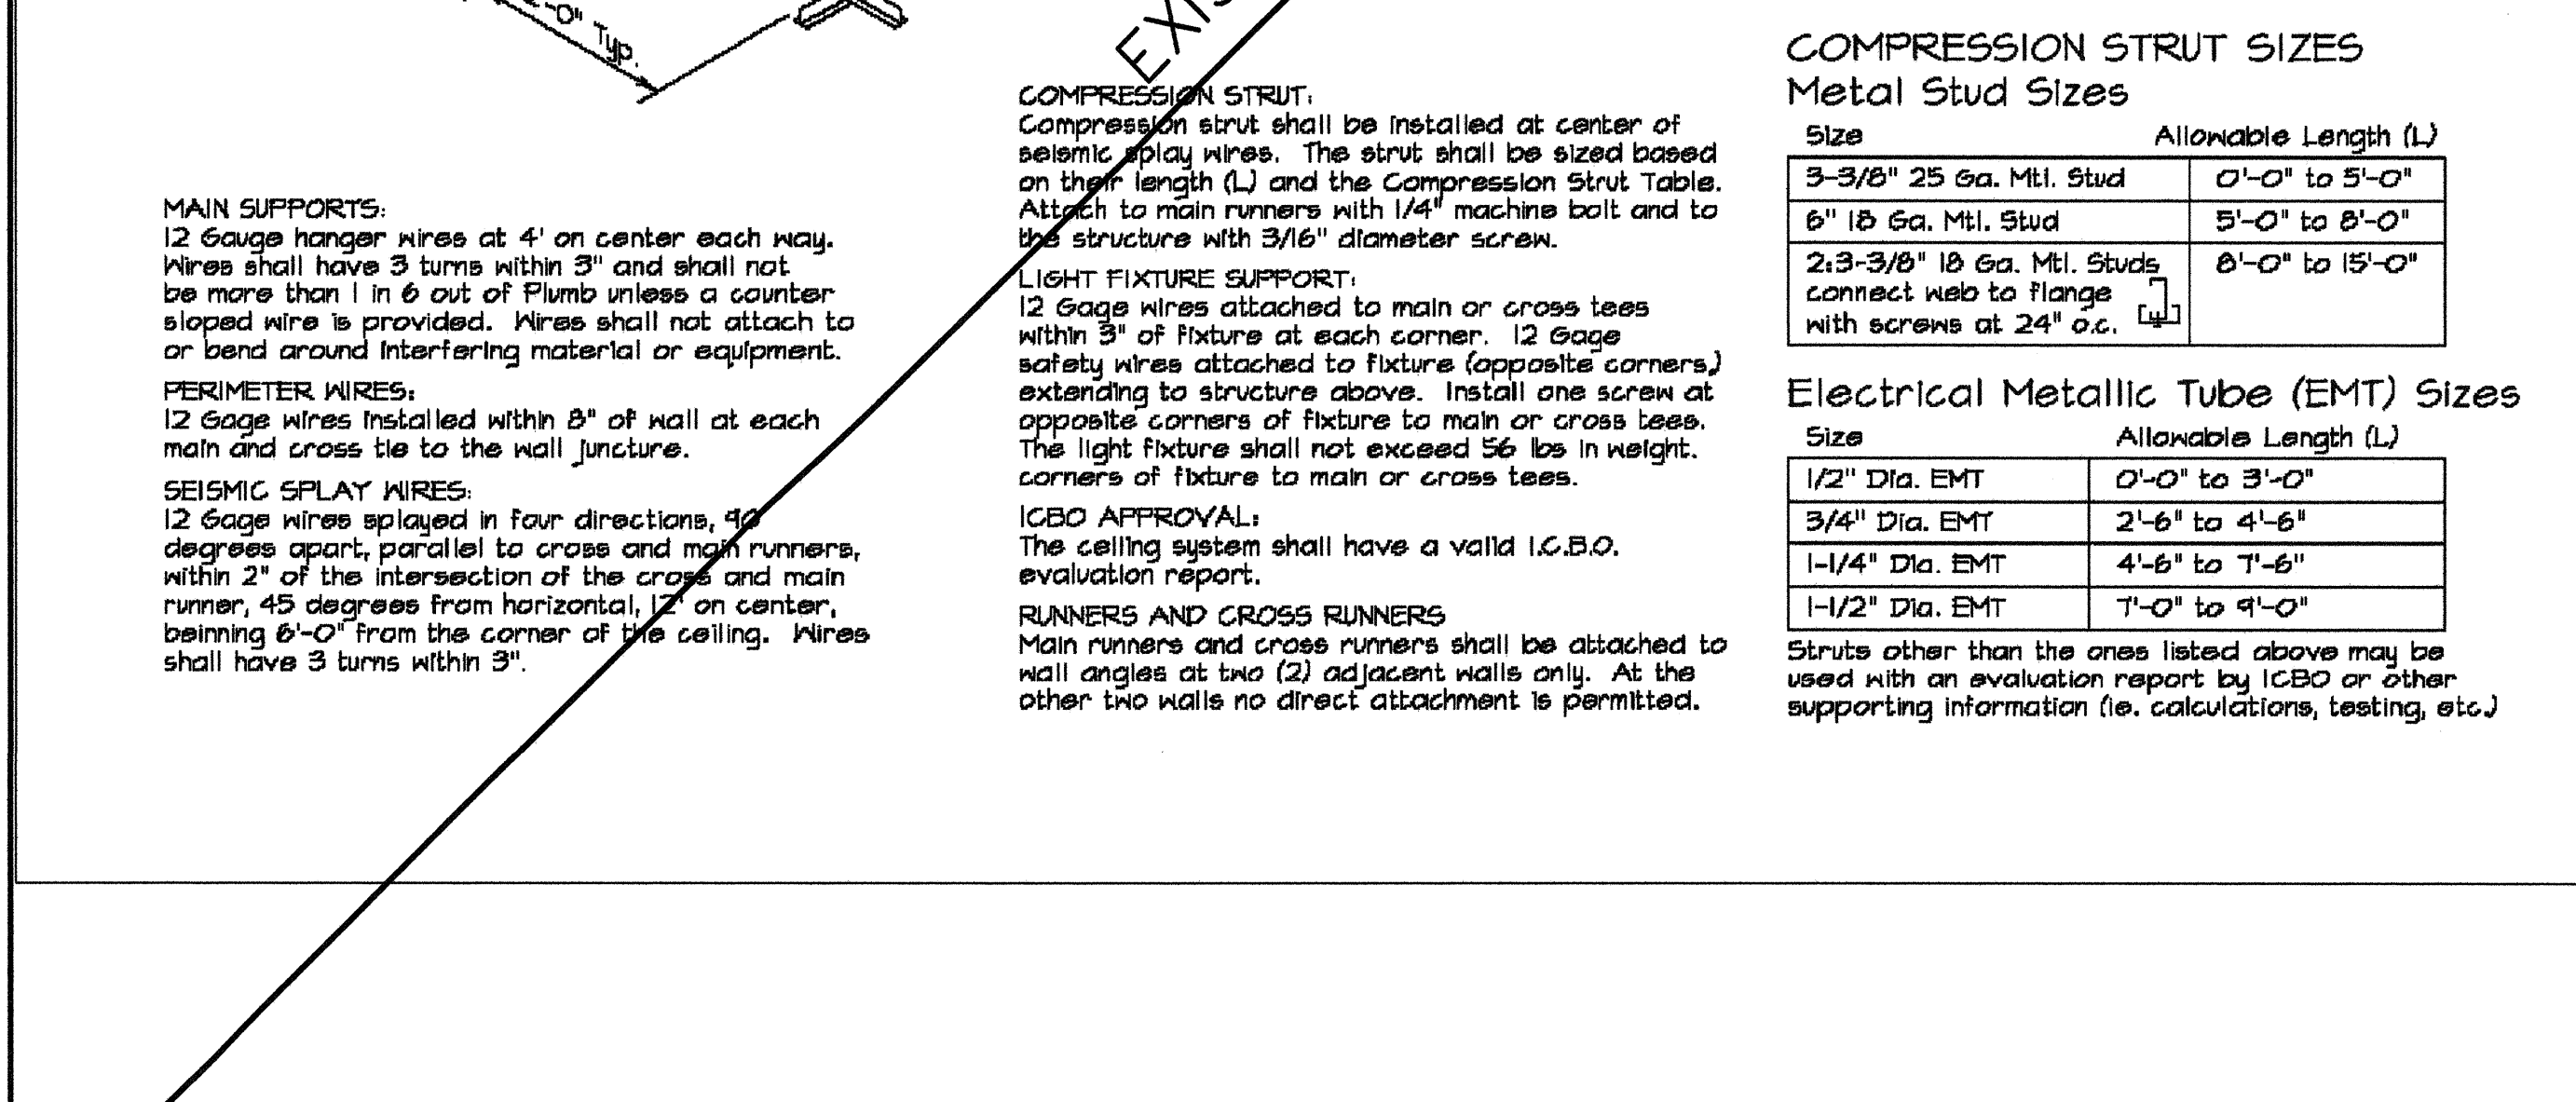 -0" Typ.
MAIN SUPPORTS:
12 Gauge hanger wires at 4' on center each way.
Wires shall have 3 turns within 3" and shall not
be more than 1 in 6 out of Plumb unless a counter
sloped wire is provided.  Wires shall not attach to
or bend around interfering material or equipment.
PERIMETER WIRES:
12 Gage wires installed within 8" of wall at each
main and cross tie to the wall juncture.
SEISMIC SPLAY WIRES:
12 Gage wires splayed in four directions, 90
degrees apart, parallel to cross and main runners,
within 2" of the intersection of the cross and main
runner, 45 degrees from horizontal, 12' on center,
beinning 6'-0" from the corner of the ceiling.  Wires
shall have 3 turns within 3".
COMPRESSION STRUT:
Compression strut shall be installed at center of
seismic splay wires.  The strut shall be sized based
on their length (L) and the Compression Strut Table.
Attach to main runners with 1/4" machine bolt and to
the structure with 3/16" diameter screw.
LIGHT FIXTURE SUPPORT:
12 Gage wires attached to main or cross tees
within 3" of fixture at each corner.  12 Gage
safety wires attached to fixture (opposite corners)
extending to structure above.  Install one screw at
opposite corners of fixture to main or cross tees.
The light fixture shall not exceed 56 lbs in weight.
corners of fixture to main or cross tees.
ICBO APPROVAL:
The ceiling system shall have a valid I.C.B.O.
evaluation report.
RUNNERS AND CROSS RUNNERS
Main runners and cross runners shall be attached to
wall angles at two (2) adjacent walls only.  At the
other two walls no direct attachment is permitted.
COMPRESSION STRUT SIZES
Metal Stud Sizes
Size Allowable Length (L)
3-3/8" 25 Ga. Mtl. Stud 0'-0" to 5'-0"
6" 18 Ga. Mtl. Stud 5'-0" to 8'-0"
2:3-3/8" 18 Ga. Mtl. Studs 8'-0" to 15'-0"
connect web to flange
with screws at 24" o.c.
Electrical Metallic Tube (EMT) Sizes
Size Allowable Length (L)
1/2" Dia. EMT 0'-0" to 3'-0"
3/4" Dia. EMT 2'-6" to 4'-6"
1-1/4" Dia. EMT 4'-6" to 7'-6"
1-1/2" Dia. EMT 7'-0" to 9'-0"
Struts other than the ones listed above may be
used with an evaluation report by ICBO or other
supporting information (ie. calculations, testing, etc.)